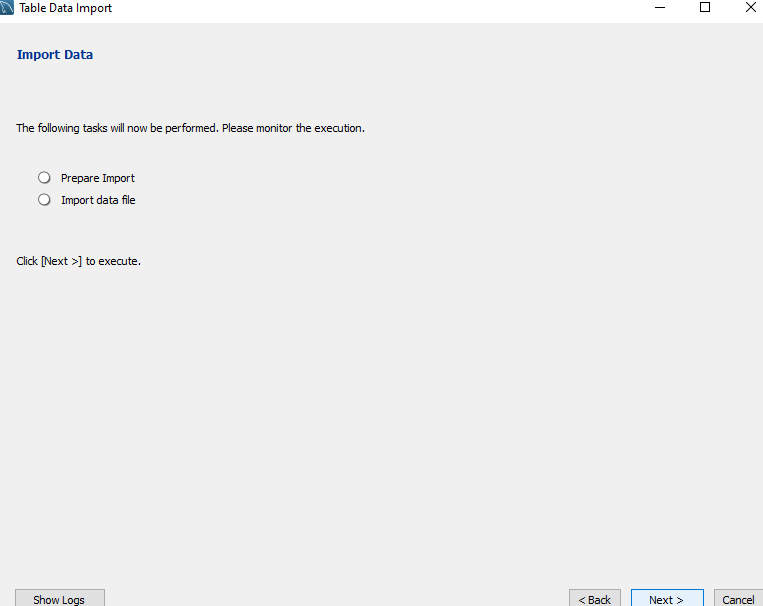 Table Data Import
Import Data
The following tasks will now be performed. Please monitor the execution.
Prepare Import
Import data file
Click [Next >] to execute.
Show Logs
< Back
Next >
Cancel